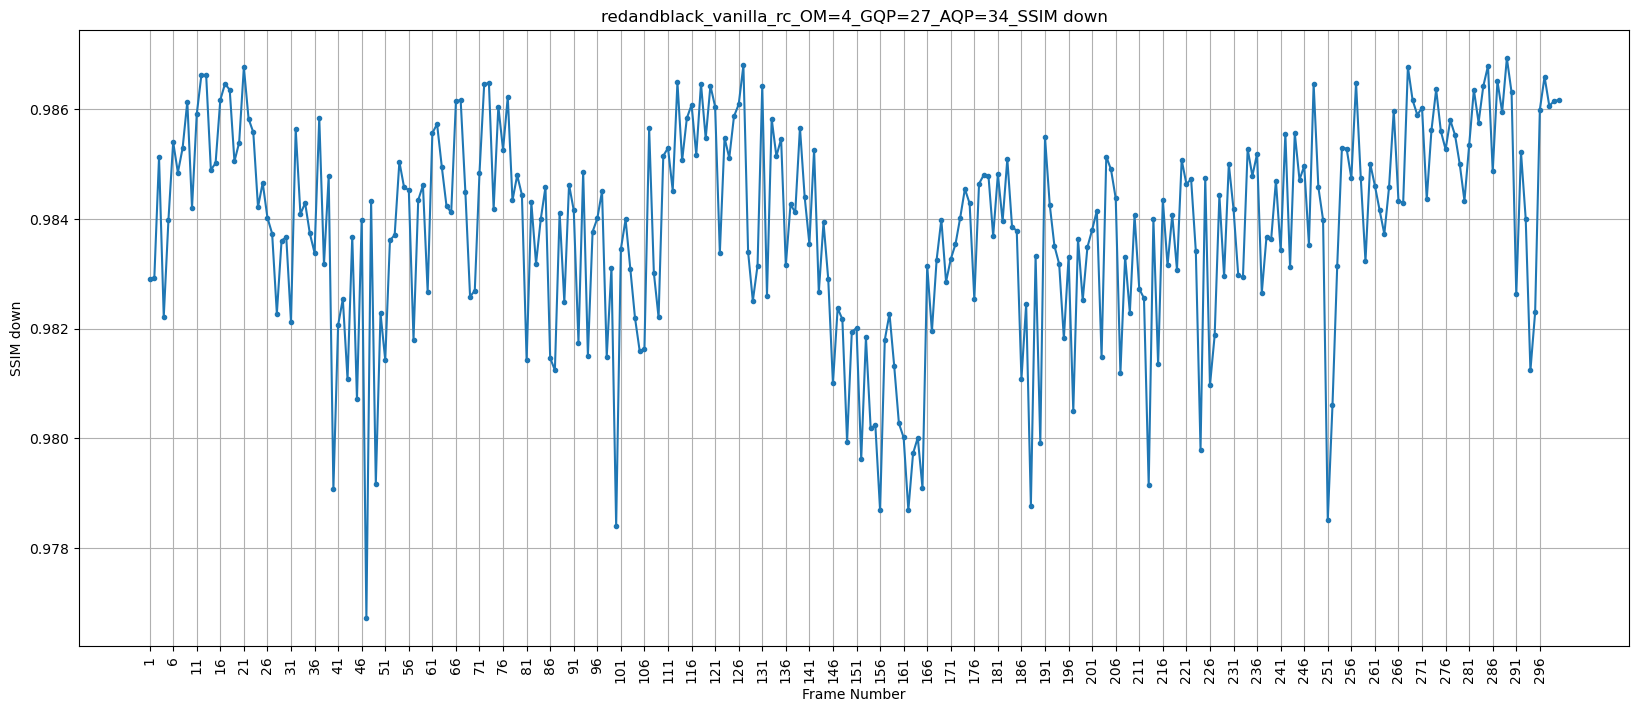 redandblack_vanilla_rc_OM=4_GQP=27_AQP=34_SSIM down
SSIM down
0.986
0.984
0.982
0.980
0.978
1 6 11 16 21 26 31 36 41 46 51 56 61 66 71 76 81 86 91 96 101 106 111 116 121 126 131 136 141 146 151 156 161 166 171 176 181 186 191 196 201 206 211 216 221 226 231 236 241 246 251 256 261 266 271 276 281 286 291 296
Frame Number